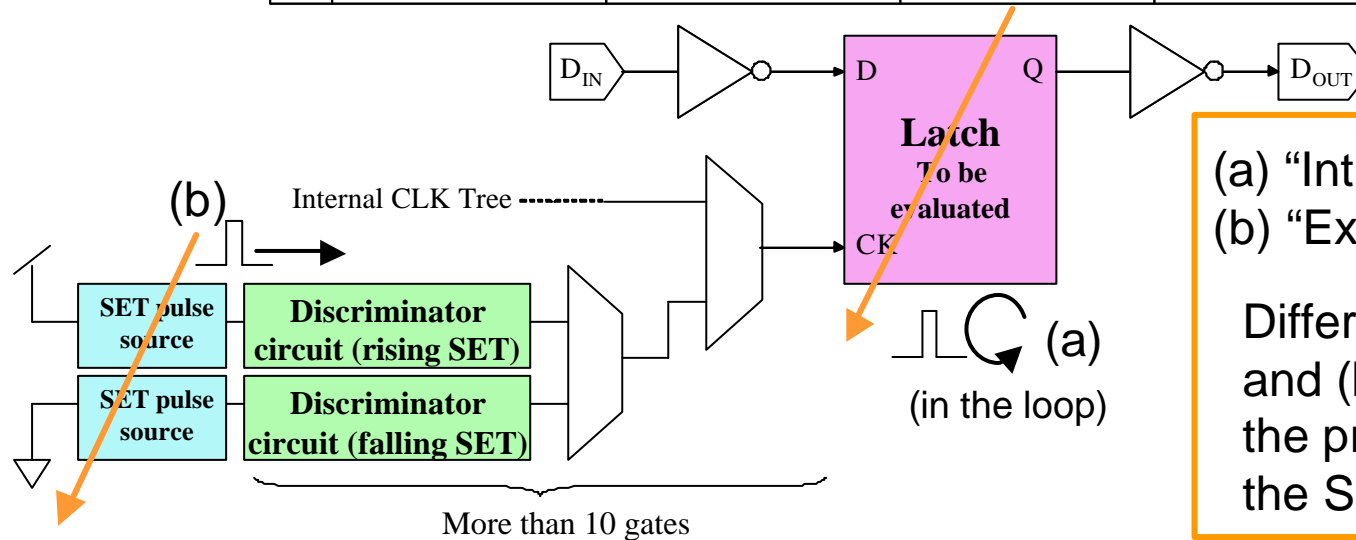 D_IN
D
Q
D_OUT
Latch
To be
evaluated
CK
(b)
Internal CLK Tree
SET pulse
source
Discriminator
circuit (rising SET)
SET pulse
source
Discriminator
circuit (falling SET)
More than 10 gates
(a)
(in the loop)
(a) “Int
(b) “Ex
Differ
and (
the pr
the S